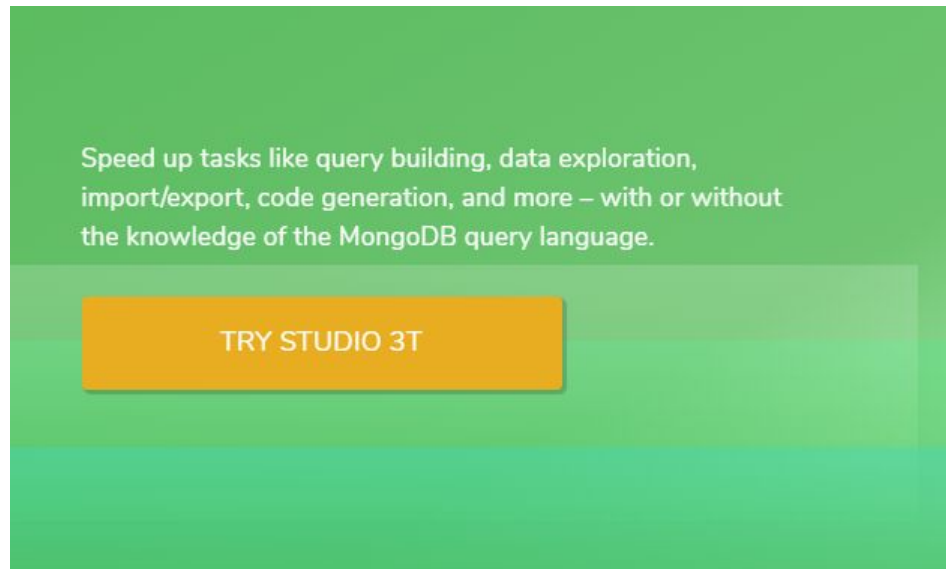 Speed up tasks like query building, data exploration,
import/export, code generation, and more – with or without
the knowledge of the MongoDB query language.
TRY STUDIO 3T